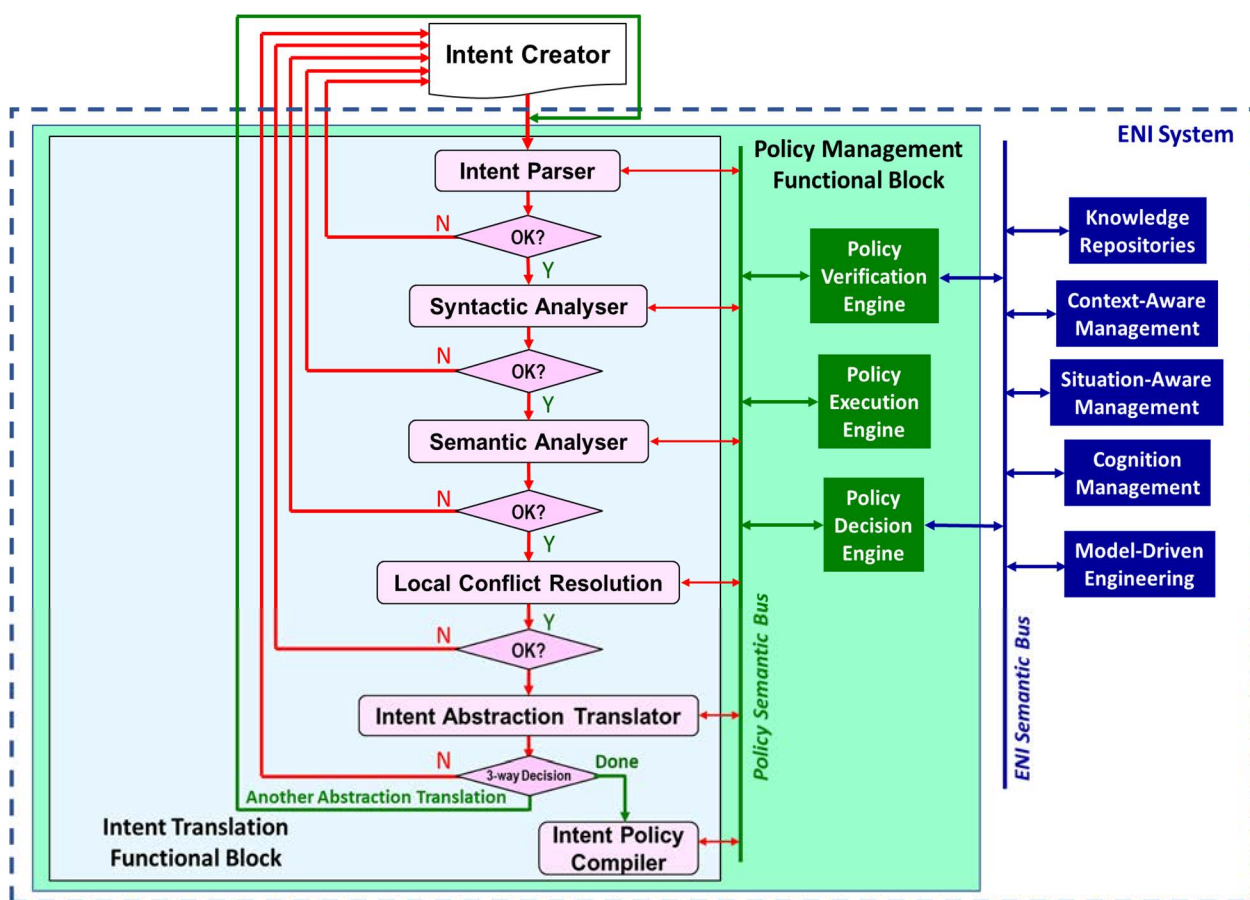 Intent Creator
ENI System
Policy Management
Functional Block
Intent Parser
N
OK?
Y
Syntactic Analyser
N
OK?
Y
Semantic Analyser
N
OK?
Y
Local Conflict Resolution
Y
N
OK?
Intent Abstraction Translator
N
3-way Decision
Done
Another Abstraction Translation
Intent Policy
Compiler
Intent Translation
Functional Block
Policy Semantic Bus
Policy
Verification
Engine
Policy
Execution
Engine
Policy
Decision
Engine
ENI Semantic Bus
Knowledge
Repositories
Context-Aware
Management
Situation-Aware
Management
Cognition
Management
Model-Driven
Engineering